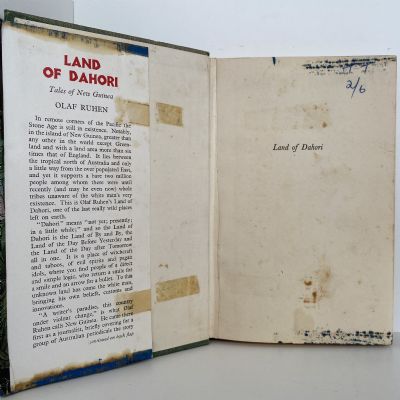 LAND
OF DAHORI
Tales of New Guinea
OLAF RUHEN
In remote corners of the Pacific the
Stone Age is still in existence. Notably,
in the island of New Guinea, greater than
any other in the world except Green-
land and with a land area more than six
times that of England. It lies between
the tropical north of Australia and only
a little way from the over populated East,
and yet it supports a bare two million
people among whom there were until
recently (and may be even now) whole
tribes unaware of the white man's very
existence. This is Olaf Ruhen's Land of
Dahori, one of the last really wild places
left on earth.
"Dahori" means "not yet; presently;
in a little while;" and so the Land of
Dahori is the Land of By and By, the
Land of the Day Before Yesterday and
the Land of the Day after Tomorrow
all in one. It is a place of witchcraft
and taboos, of evil spirits and pagan
idols, where you find people of a direct
and simple logic, who return a smile for
a smile and an arrow for a bullet. To this
unknown land has come the white man,
bringing his own beliefs, customs and
innovations.
"A writer's paradise, this country
under violent change," is what Olaf
Ruhen calls New Guinea. He came there
first as a journalist, briefly covering for a
group of Australian periodicals the story
continued on back flap
2/6
Land of Dahori